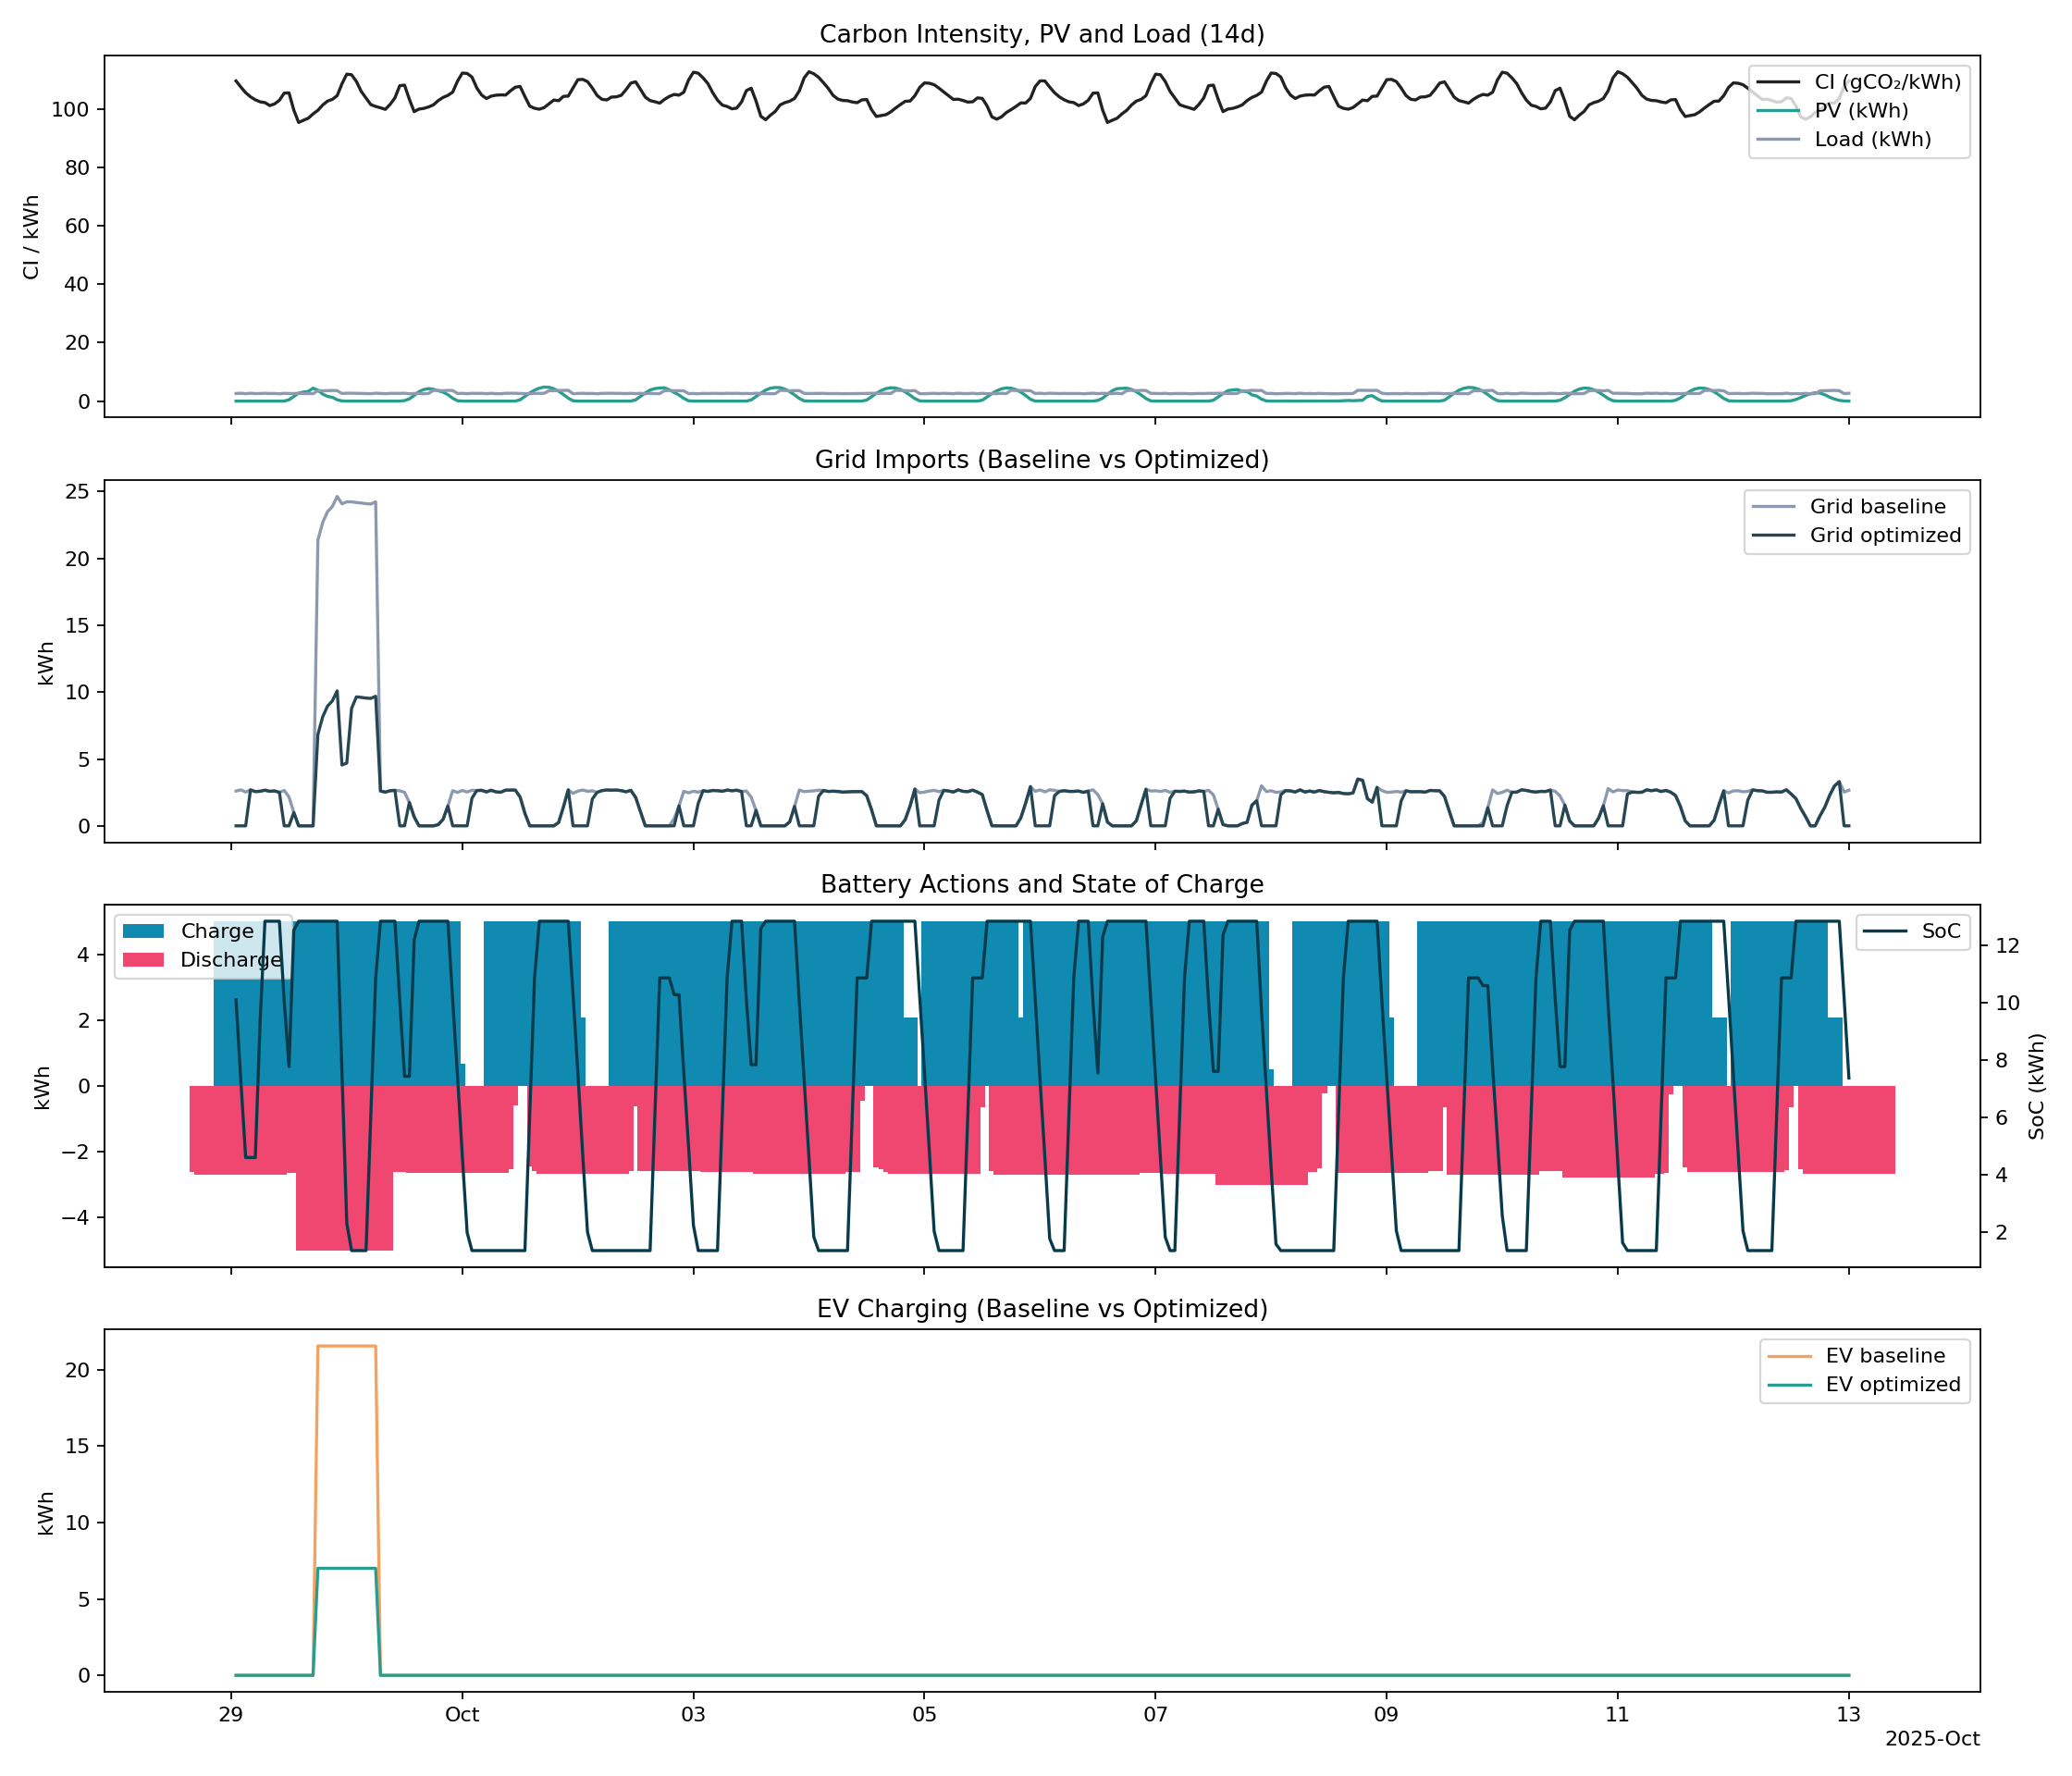 Carbon Intensity, PV and Load (14d)
CI / kWh
100
80
60
40
20
0
CI (gCO₂/kWh)
PV (kWh)
Load (kWh)
Grid Imports (Baseline vs Optimized)
kWh
25
20
15
10
5
0
Grid baseline
Grid optimized
Battery Actions and State of Charge
kWh
4
2
0
−2
−4
Charge
Discharge
SoC
12
10
8
6
4
2
SoC (kWh)
EV Charging (Baseline vs Optimized)
kWh
20
15
10
5
0
EV baseline
EV optimized
29 Oct 03 05 07 09 11 13
2025-Oct